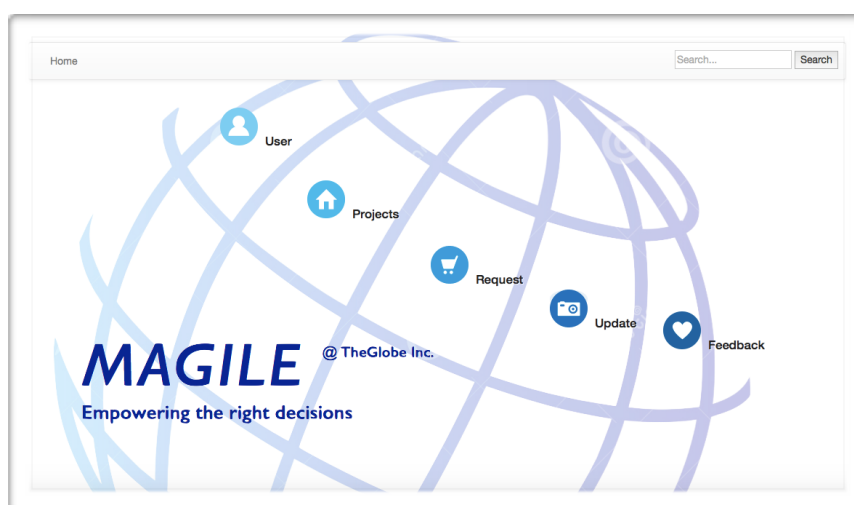 Home
Search...
Search
User
Projects
Request
Update
Feedback
MAGILE @ TheGlobe Inc.
Empowering the right decisions